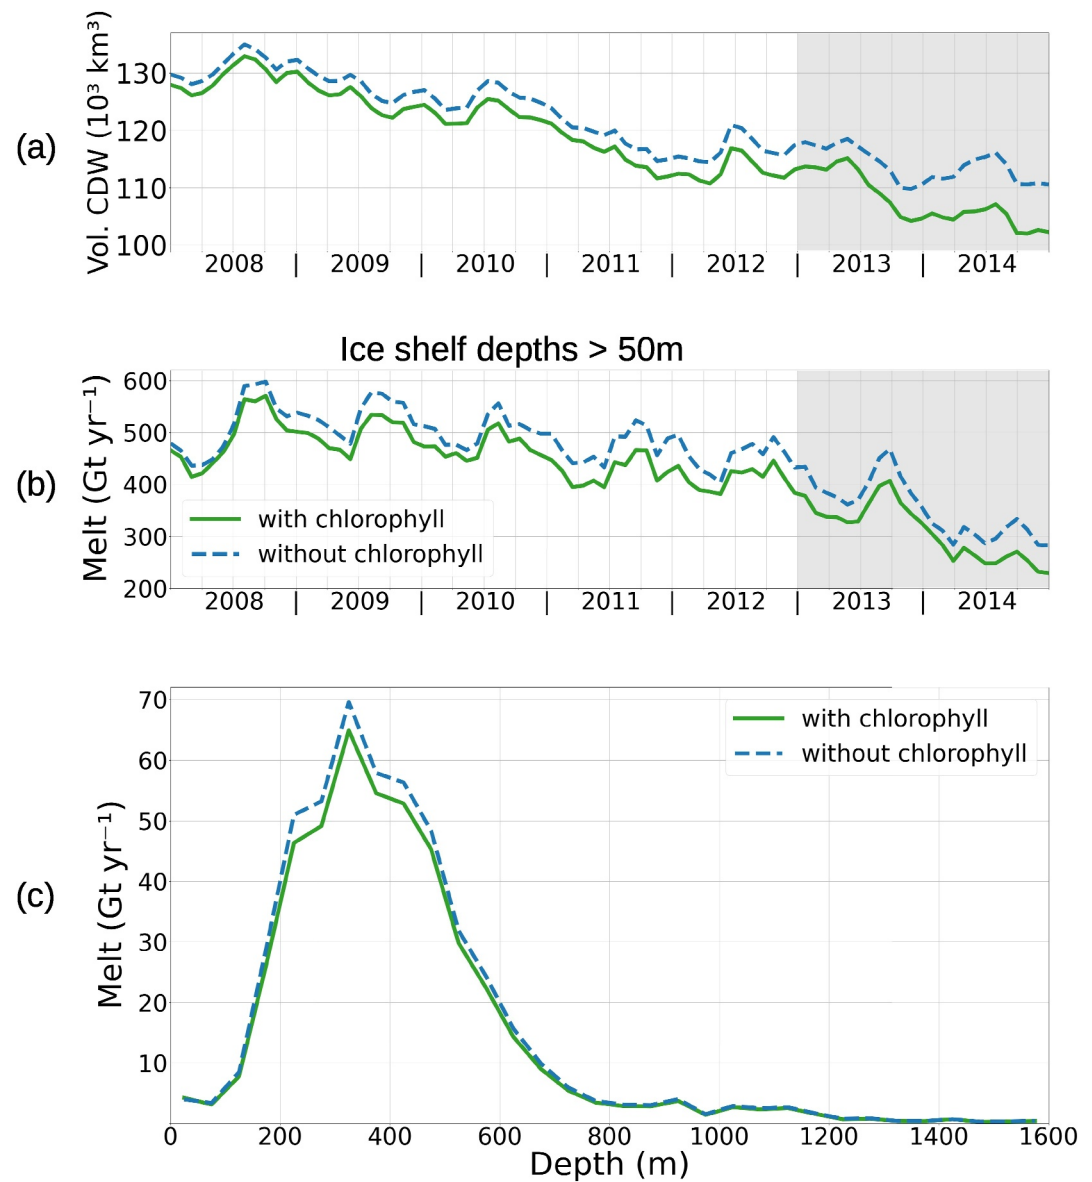 (a)
Vol. CDW (10³ km³)
130
120
110
100
2008 | 2009 | 2010 | 2011 | 2012 | 2013 | 2014
Ice shelf depths > 50m
(b)
Melt (Gt yr⁻¹)
600
500
400
300
200
with chlorophyll
without chlorophyll
2008 | 2009 | 2010 | 2011 | 2012 | 2013 | 2014
(c)
Melt (Gt yr⁻¹)
70
60
50
40
30
20
10
with chlorophyll
without chlorophyll
0 200 400 600 800 1000 1200 1400 1600
Depth (m)